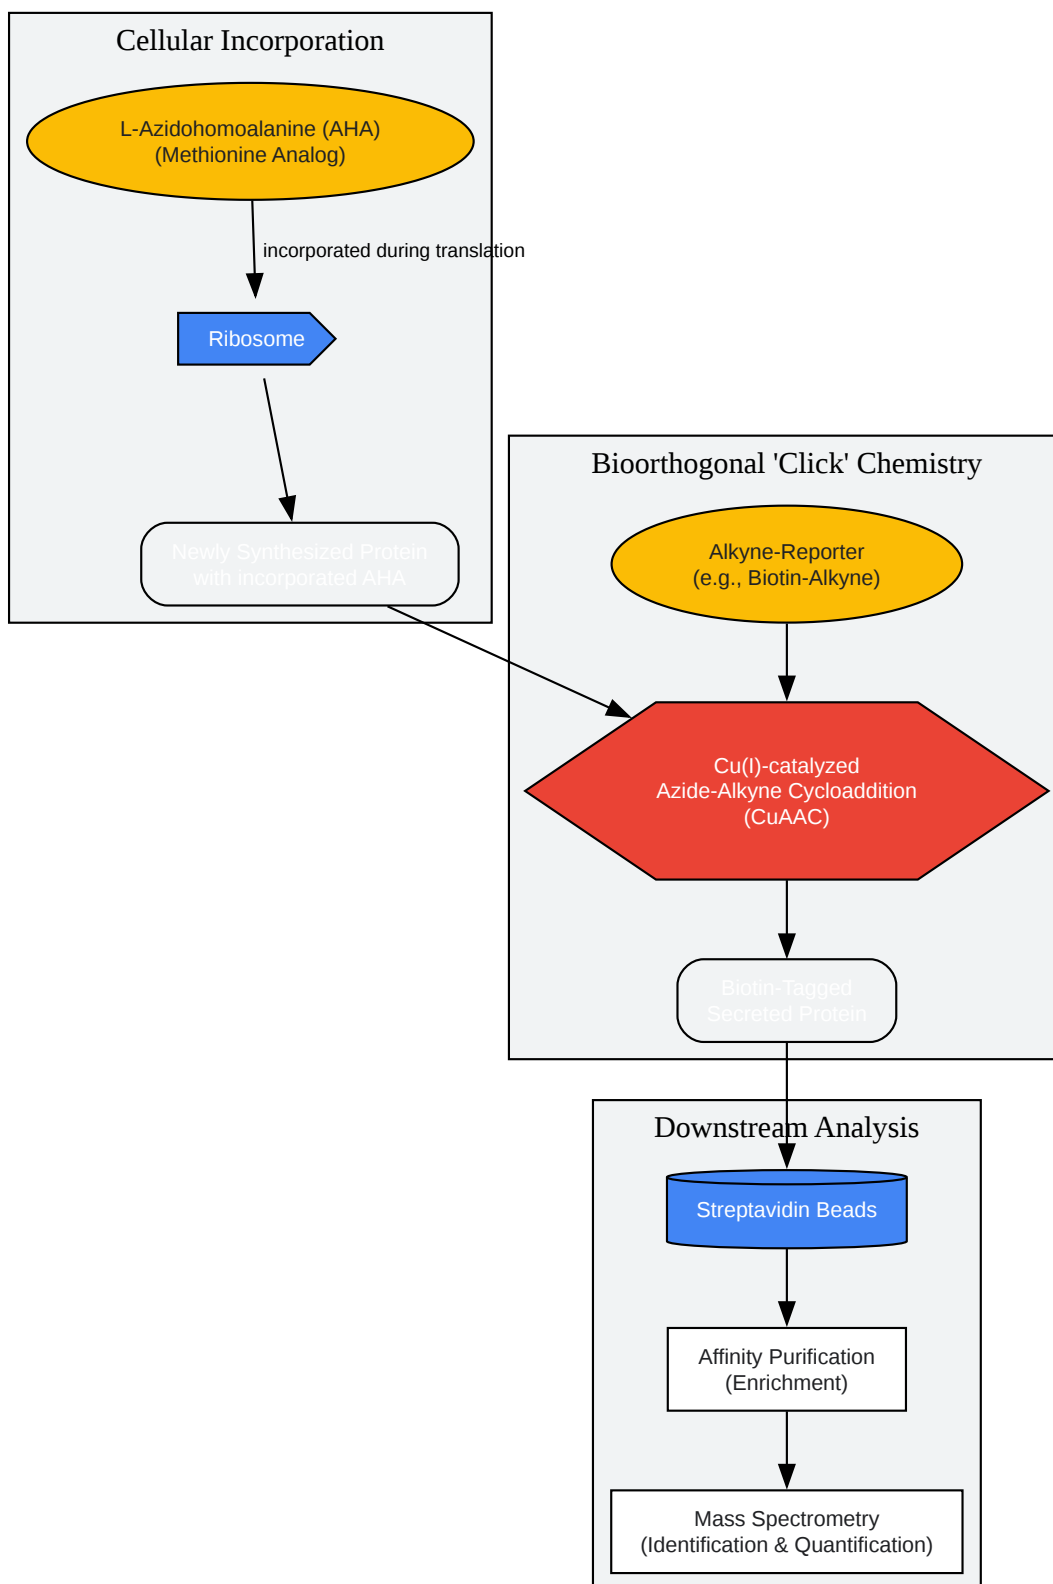 Cellular Incorporation
L-Azidohomoalanine (AHA)
(Methionine Analog)
incorporated during translation
Ribosome
Newly Synthesized Protein
with incorporated AHA
Bioorthogonal 'Click' Chemistry
Alkyne-Reporter
(e.g., Biotin-Alkyne)
Cu(I)-catalyzed
Azide-Alkyne Cycloaddition
(CuAAC)
Biotin-Tagged
Secreted Protein
Downstream Analysis
Streptavidin Beads
Affinity Purification
(Enrichment)
Mass Spectrometry
(Identification & Quantification)